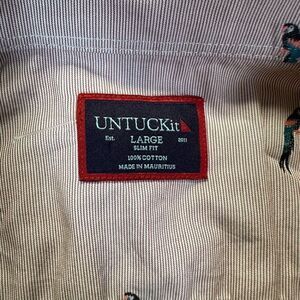 UNTUCKit
Est. LARGE 2011
SLIM FIT
100% COTTON
MADE IN MAURITIUS